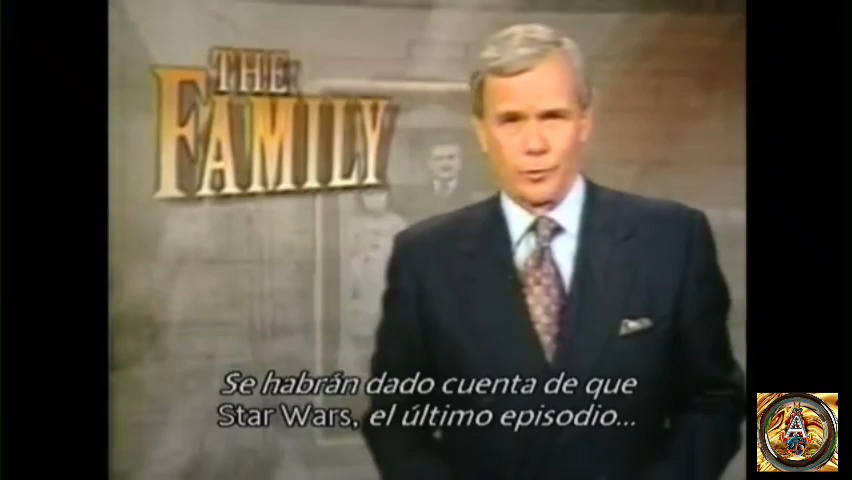 THE
FAMILY
Se habrán dado cuenta de que
Star Wars, el último episodio...